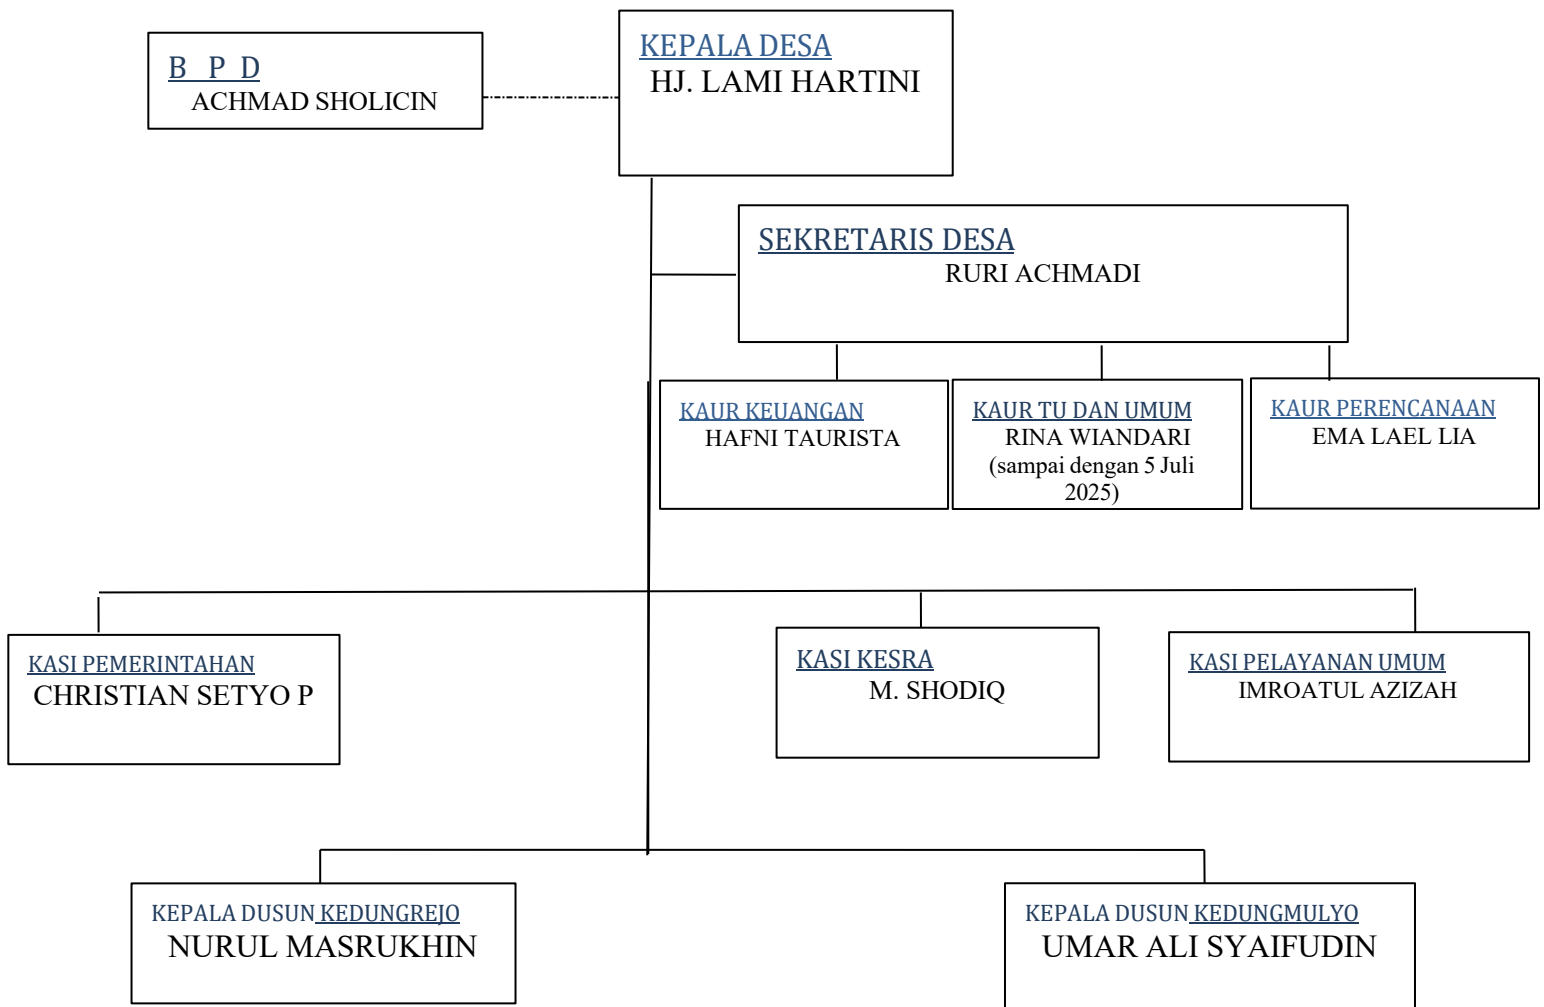 B P D
ACHMAD SHOLICIN
KEPALA DESA
HJ. LAMI HARTINI
SEKRETARIS DESA
RURI ACHMADI
KAUR KEUANGAN
HAFNI TAURISTA
KAUR TU DAN UMUM
RINA WIANDARI
(sampai dengan 5 Juli
2025)
KAUR PERENCANAAN
EMA LAEL LIA
KASI PEMERINTAHAN
CHRISTIAN SETYO P
KASI KESRA
M. SHODIQ
KASI PELAYANAN UMUM
IMROATUL AZIZAH
KEPALA DUSUN KEDUNGREJO
NURUL MASRUKHIN
KEPALA DUSUN KEDUNGMULYO
UMAR ALI SYAIFUDIN